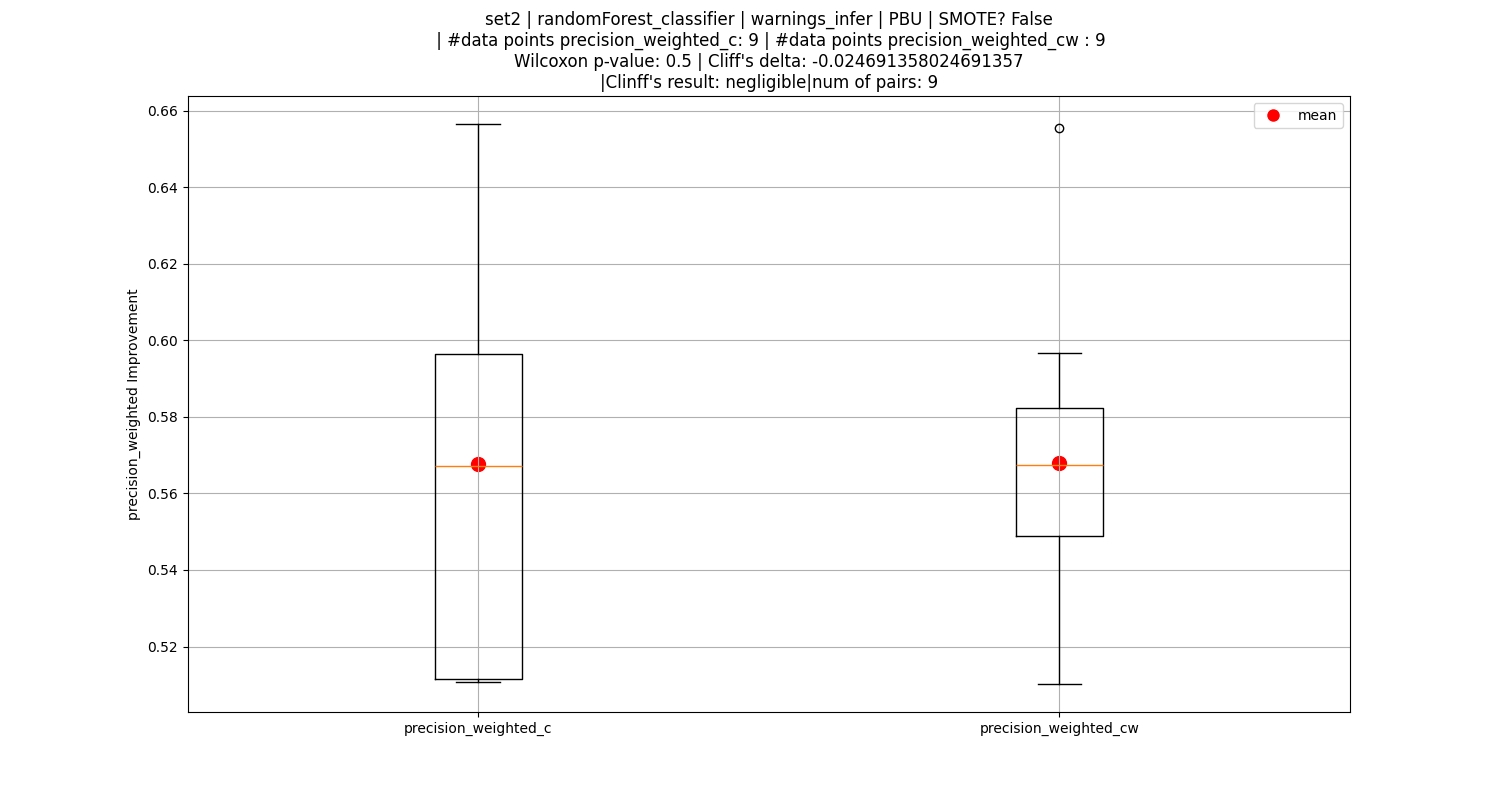 set2 | randomForest_classifier | warnings_infer | PBU | SMOTE? False
| #data points precision_weighted_c: 9 | #data points precision_weighted_cw : 9
Wilcoxon p-value: 0.5 | Cliff's delta: -0.024691358024691357
|Clinff's result: negligible|num of pairs: 9
mean
0.66
0.64
0.62
0.60
0.58
0.56
0.54
0.52
precision_weighted Improvement
precision_weighted_c
precision_weighted_cw